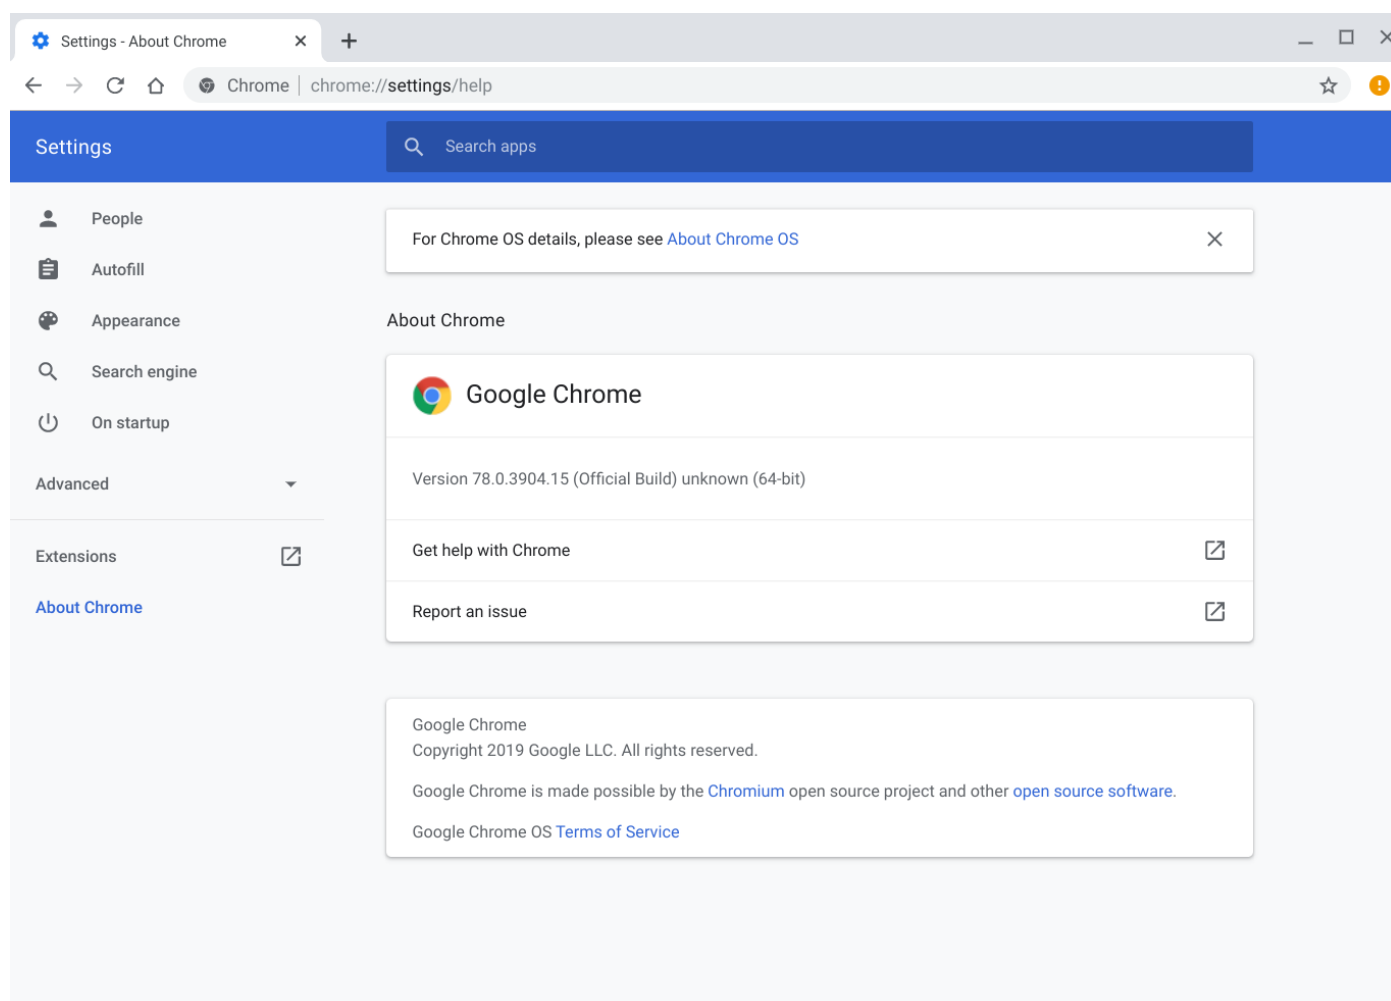 Settings - About Chrome
Chrome | chrome://settings/help
Settings
Search apps
People
Autofill
Appearance
Search engine
On startup
Advanced
Extensions
About Chrome
For Chrome OS details, please see About Chrome OS
About Chrome
Google Chrome
Version 78.0.3904.15 (Official Build) unknown (64-bit)
Get help with Chrome
Report an issue
Google Chrome
Copyright 2019 Google LLC. All rights reserved.
Google Chrome is made possible by the Chromium open source project and other open source software.
Google Chrome OS Terms of Service